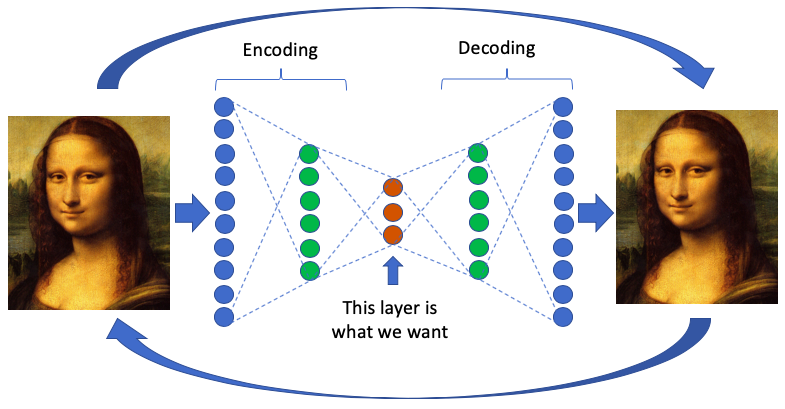 Encoding
Decoding
This layer is
what we want